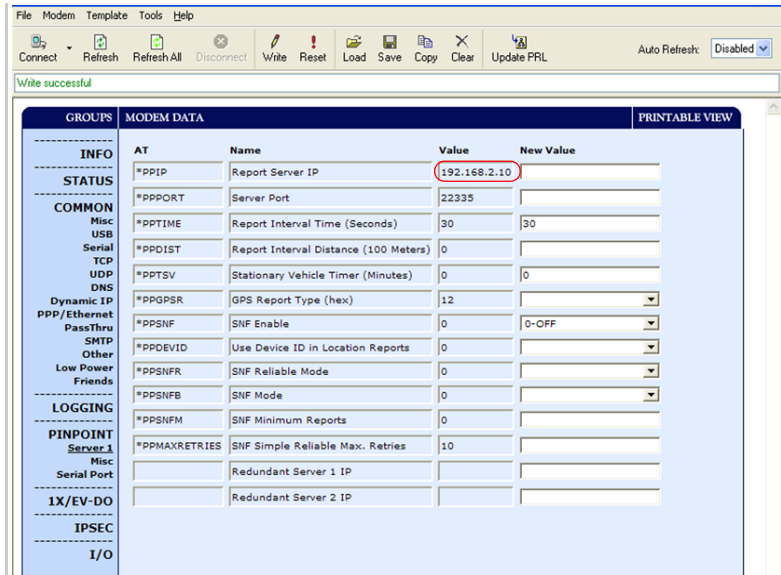 File Modem Template Tools Help
Connect Refresh Refresh All Disconnect Write Reset Load Save Copy Clear Update PRL Auto Refresh: Disabled
Write successful
GROUPS MODEM DATA PRINTABLE VIEW
INFO
STATUS
COMMON
Misc
USB
Serial
TCP
UDP
DNS
Dynamic IP
PPP/Ethernet
PassThru
SMTP
Other
Low Power
Friends
LOGGING
PINPOINT
Server 1
Misc
Serial Port
1X/EV-DO
IPSEC
I/O
AT Name Value New Value
*PPIP Report Server IP 192.168.2.10
*PPPORT Server Port 22335
*PPTIME Report Interval Time (Seconds) 30 30
*PPDIST Report Interval Distance (100 Meters) 0
*PPTSV Stationary Vehicle Timer (Minutes) 0 0
*PPGPSR GPS Report Type (hex) 12
*PPSNF SNF Enable 0 0-OFF
*PPDEVID Use Device ID in Location Reports 0
*PPSNFR SNF Reliable Mode 0
*PPSNFB SNF Mode 0
*PPSNFM SNF Minimum Reports 0
*PPMAXRETRIES SNF Simple Reliable Max. Retries 10
Redundant Server 1 IP
Redundant Server 2 IP